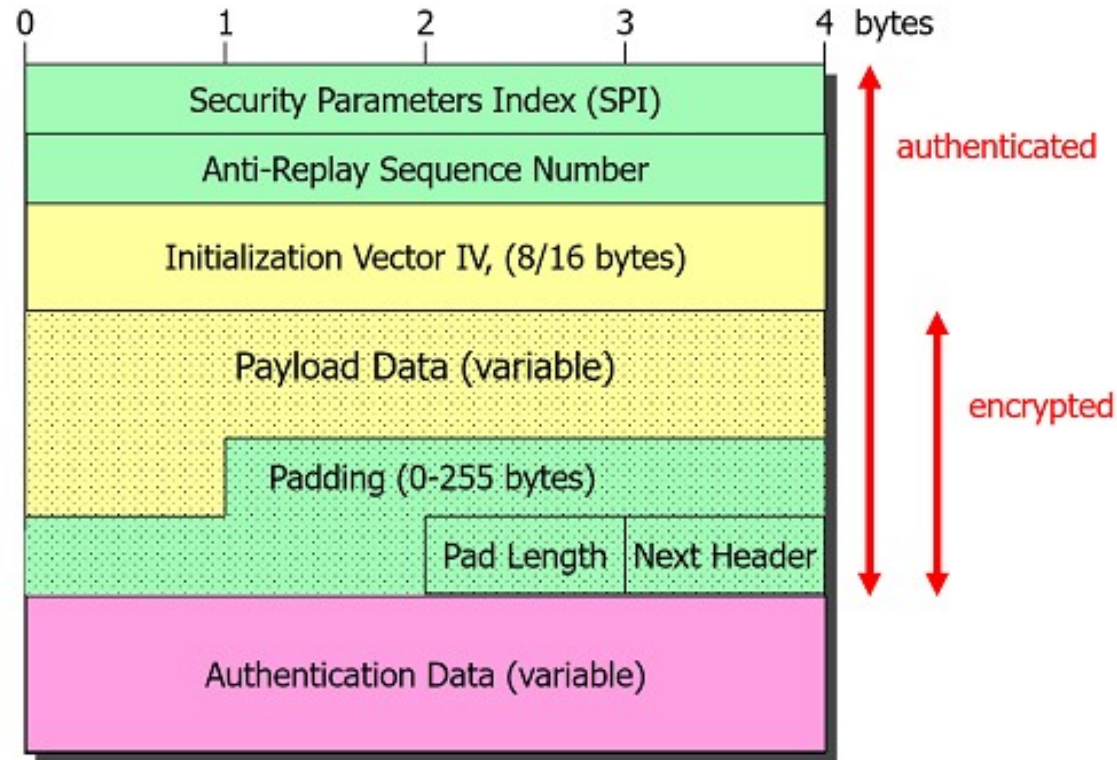 0 1 2 3 4 bytes
Security Parameters Index (SPI)
authenticated
Anti-Replay Sequence Number
Initialization Vector IV, (8/16 bytes)
Payload Data (variable)
encrypted
Padding (0-255 bytes)
Pad Length Next Header
Authentication Data (variable)